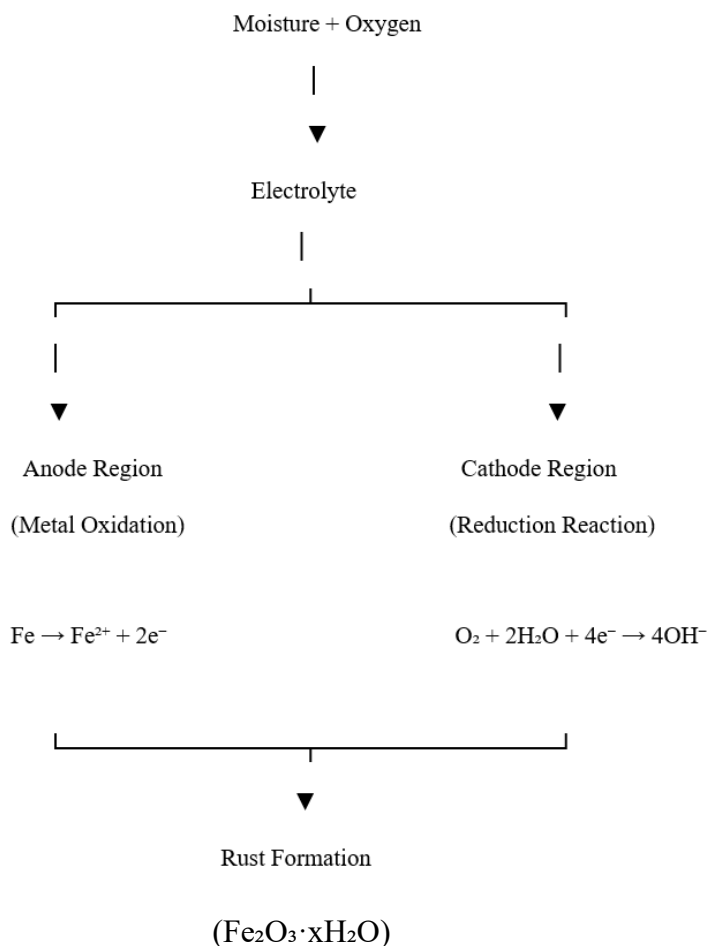 Moisture + Oxygen
Electrolyte
Anode Region
Cathode Region
(Metal Oxidation)
(Reduction Reaction)
Fe → Fe²⁺ + 2e⁻
O₂ + 2H₂O + 4e⁻ → 4OH⁻
Rust Formation
(Fe₂O₃·xH₂O)